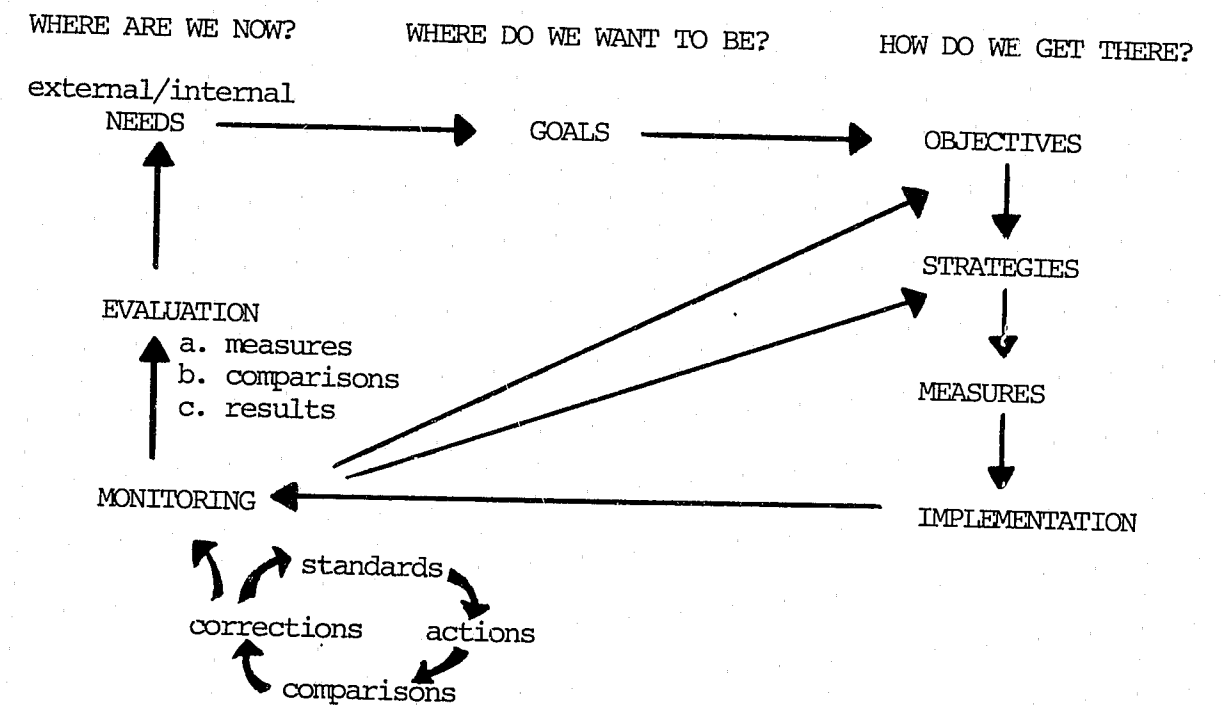 WHERE ARE WE NOW?
WHERE DO WE WANT TO BE?
HOW DO WE GET THERE?
external/internal
NEEDS
GOALS
OBJECTIVES
STRATEGIES
EVALUATION
a. measures
b. comparisons
c. results
MEASURES
MONITORING
IMPLEMENTATION
standards
corrections
actions
comparisons